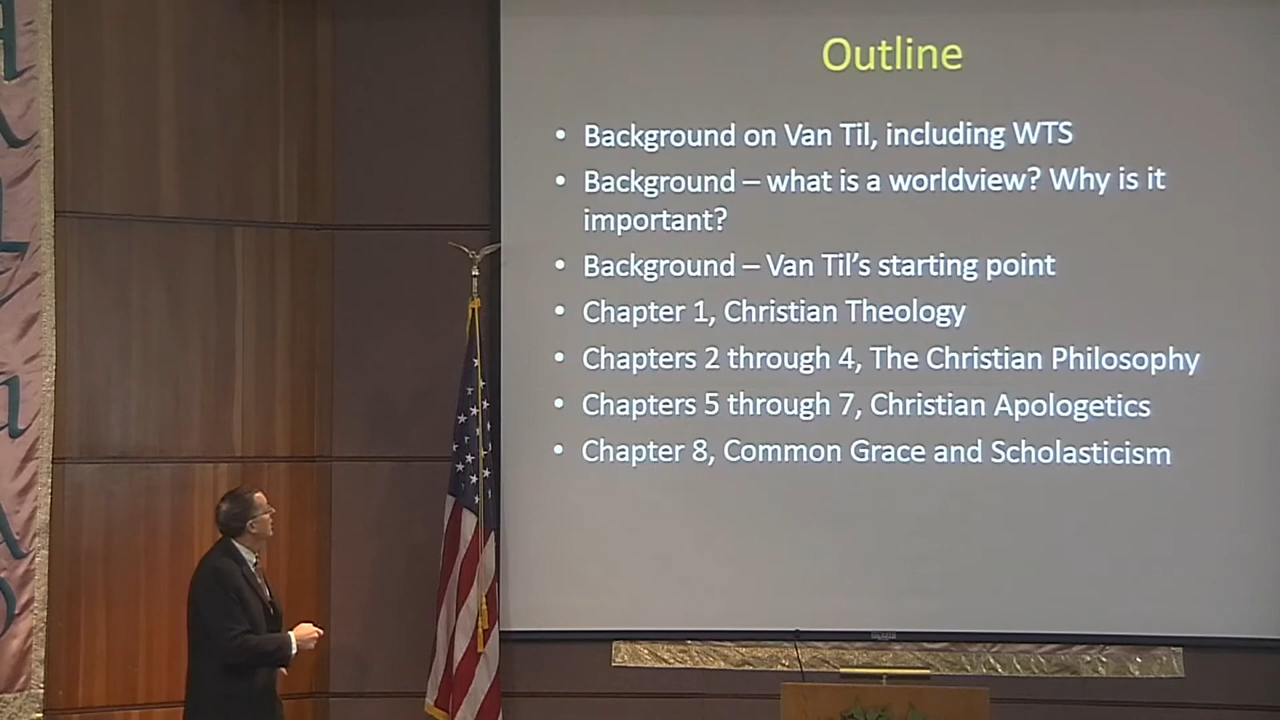 Outline
• Background on Van Til, including WTS
• Background – what is a worldview? Why is it
important?
• Background – Van Til's starting point
• Chapter 1, Christian Theology
• Chapters 2 through 4, The Christian Philosophy
• Chapters 5 through 7, Christian Apologetics
• Chapter 8, Common Grace and Scholasticism